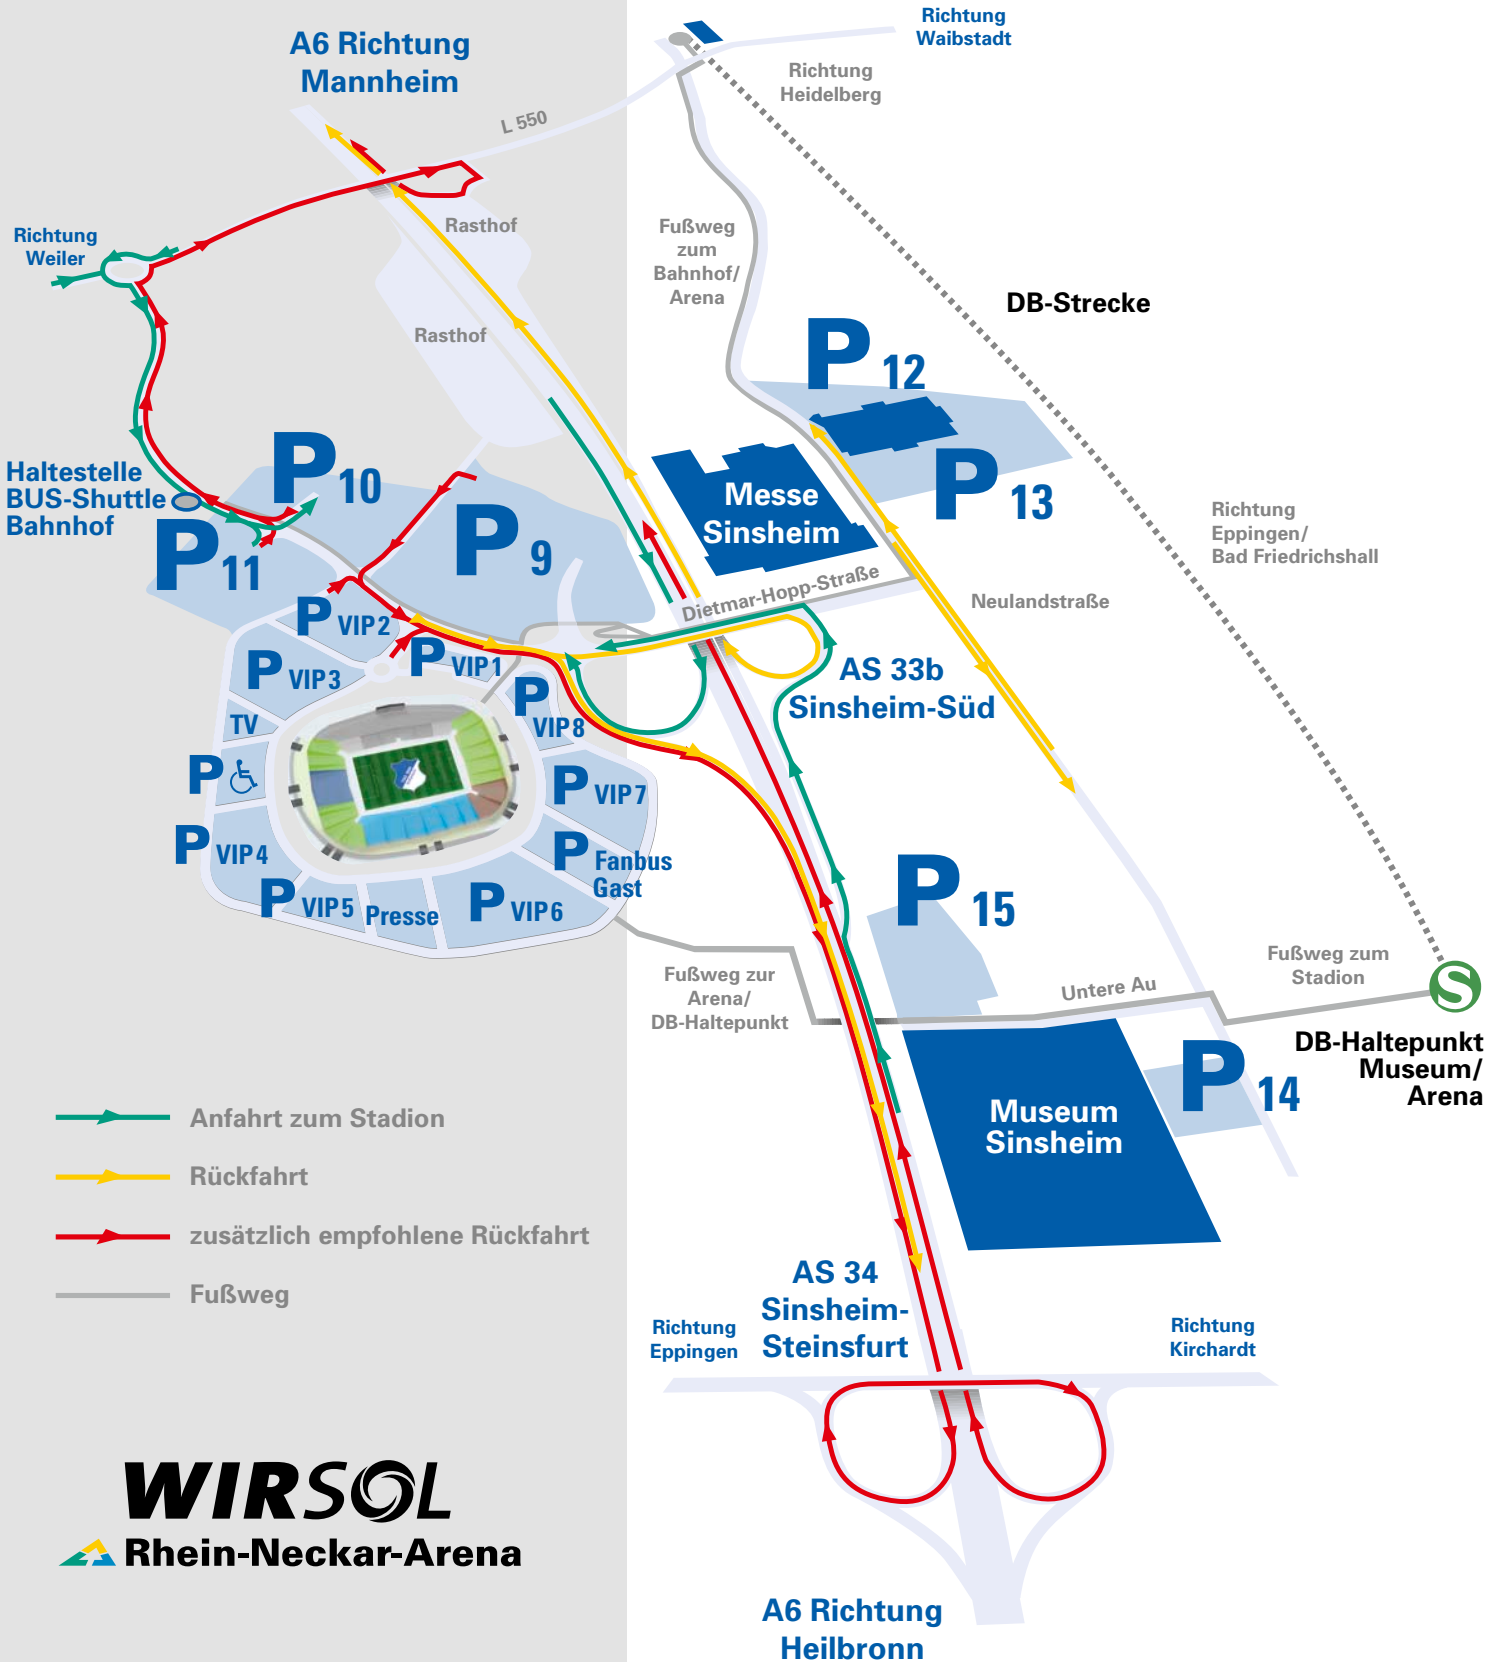 A6 Richtung
Mannheim
Richtung
Waibstadt
Richtung
Heidelberg
L 550
Rasthof
Richtung
Weiler
Fußweg
zum
Bahnhof/
Arena
Rasthof
DB-Strecke
P 12
P 13
P 10
Haltestelle
BUS-Shuttle
Bahnhof
P 11
P 9
Messe
Sinsheim
Richtung
Eppingen/
Bad Friedrichshall
Dietmar-Hopp-Straße
Neulandstraße
P VIP2
P VIP1
P VIP3
P VIP8
AS 33b
Sinsheim-Süd
TV
P
P VIP7
P VIP4
P Fanbus
Gast
P VIP5
Presse
P VIP6
P 15
Fußweg zur
Arena/
DB-Haltepunkt
Untere Au
Fußweg zum
Stadion
S
DB-Haltepunkt
Museum/
Arena
P 14
Museum
Sinsheim
Anfahrt zum Stadion
Rückfahrt
zusätzlich empfohlene Rückfahrt
Fußweg
AS 34
Sinsheim-
Steinsfurt
Richtung
Eppingen
Richtung
Kirchardt
WIRSOL
Rhein-Neckar-Arena
A6 Richtung
Heilbronn